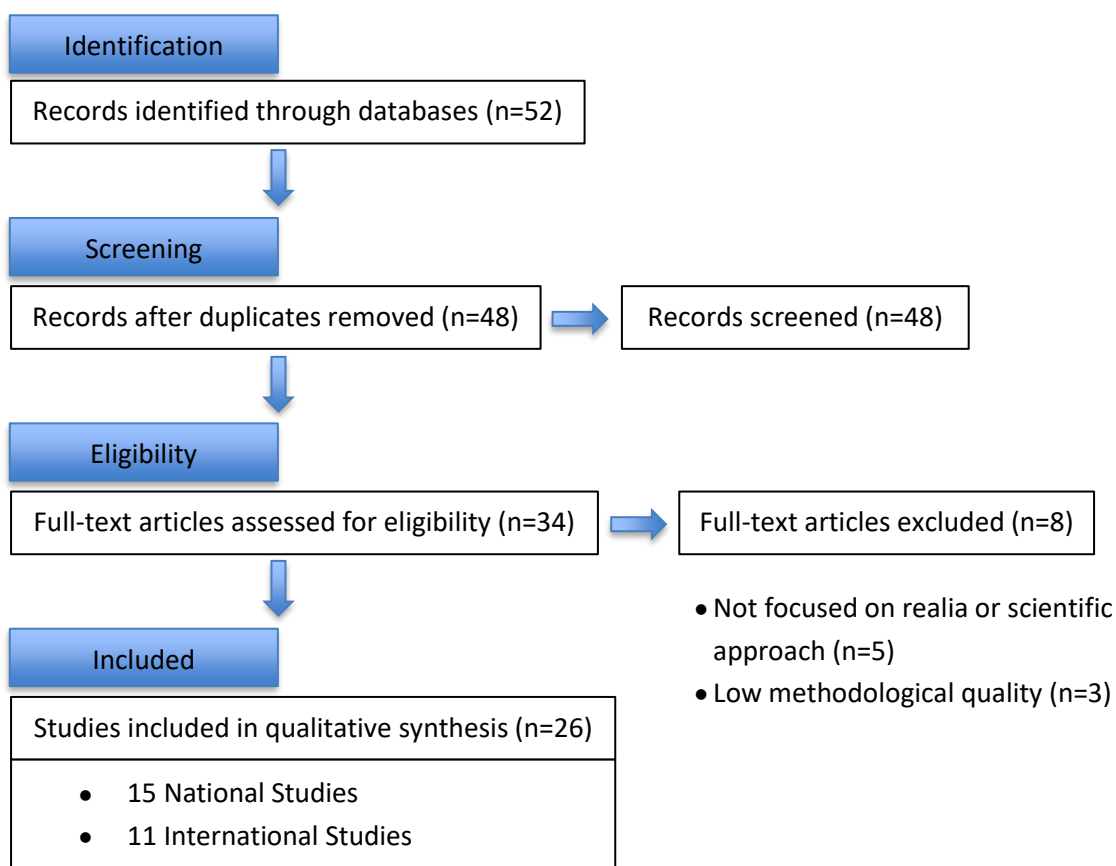 Identification
Records identified through databases (n=52)
Screening
Records after duplicates removed (n=48)
Records screened (n=48)
Eligibility
Full-text articles assessed for eligibility (n=34)
Full-text articles excluded (n=8)
• Not focused on realia or scientific
approach (n=5)
• Low methodological quality (n=3)
Included
Studies included in qualitative synthesis (n=26)
• 15 National Studies
• 11 International Studies